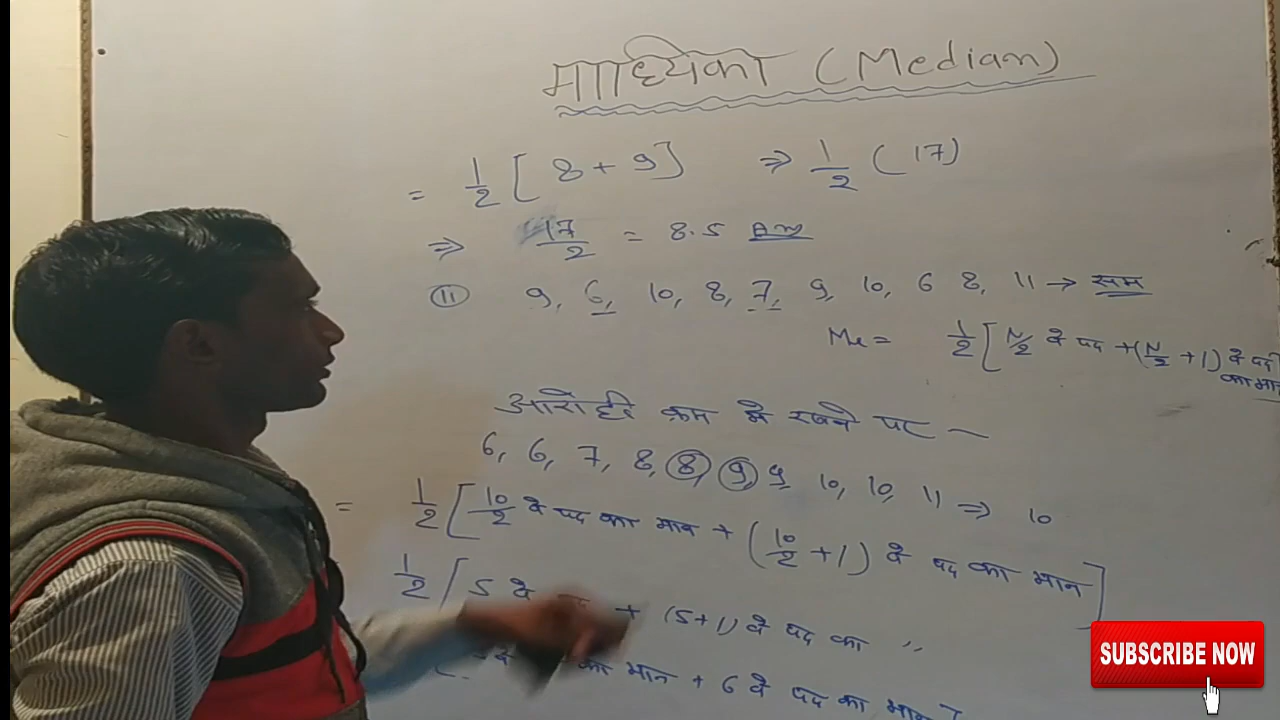 माध्यिका (Median)
= 1/2 [ 8 + 9 ] ⇒ 1/2 ( 17 )
⇒ 17/2 = 8.5 Ans
(11) 9, 6, 10, 8, 7, 9, 10, 6 8, 11 → सम
Me = 1/2 [ N/2 वे पद + (N/2 + 1) वे पद का मान
आरोही क्रम मे रखने पर —
6, 6, 7, 8, 8, 9, 9, 10, 10, 11 ⇒ 10
= 1/2 [ 10/2 वे पद का मान + (10/2 + 1) वे पद का मान ]
1/2 [ 5 वे + (5+1) वे पद का "
का मान + 6 वे पद का मान ]
SUBSCRIBE NOW